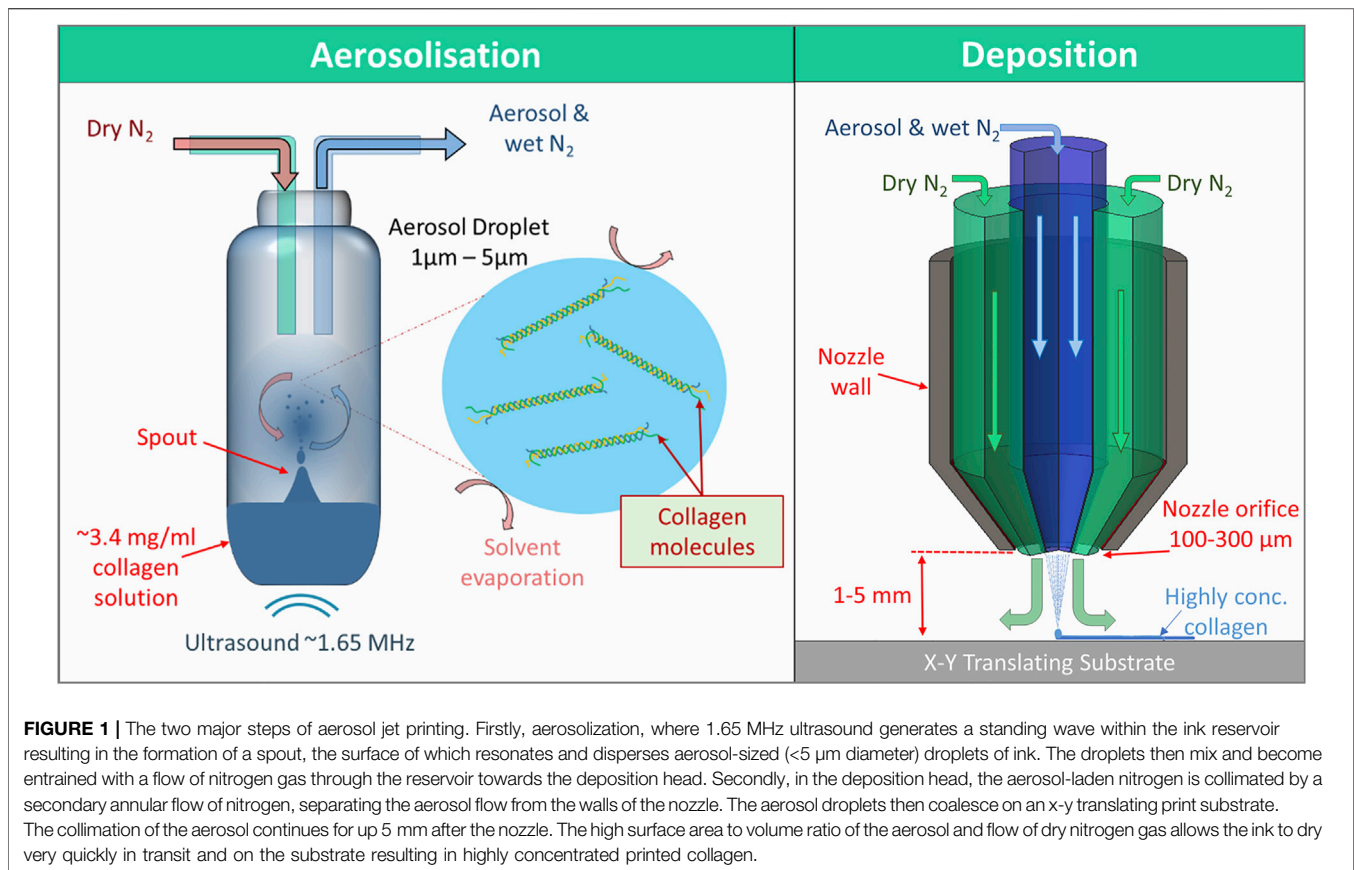 Aerosolisation
Dry N₂
Aerosol &
wet N₂
Aerosol Droplet
1µm – 5µm
Spout
~3.4 mg/ml
collagen
solution
Solvent
evaporation
Collagen
molecules
Ultrasound ~1.65 MHz
Deposition
Aerosol & wet N₂
Dry N₂
Dry N₂
Nozzle
wall
Nozzle orifice
100-300 µm
1-5 mm
Highly conc.
collagen
X-Y Translating Substrate
FIGURE 1 | The two major steps of aerosol jet printing. Firstly, aerosolization, where 1.65 MHz ultrasound generates a standing wave within the ink reservoir
resulting in the formation of a spout, the surface of which resonates and disperses aerosol-sized (<5 µm diameter) droplets of ink. The droplets then mix and become
entrained with a flow of nitrogen gas through the reservoir towards the deposition head. Secondly, in the deposition head, the aerosol-laden nitrogen is collimated by a
secondary annular flow of nitrogen, separating the aerosol flow from the walls of the nozzle. The aerosol droplets then coalesce on an x-y translating print substrate.
The collimation of the aerosol continues for up 5 mm after the nozzle. The high surface area to volume ratio of the aerosol and flow of dry nitrogen gas allows the ink to dry
very quickly in transit and on the substrate resulting in highly concentrated printed collagen.